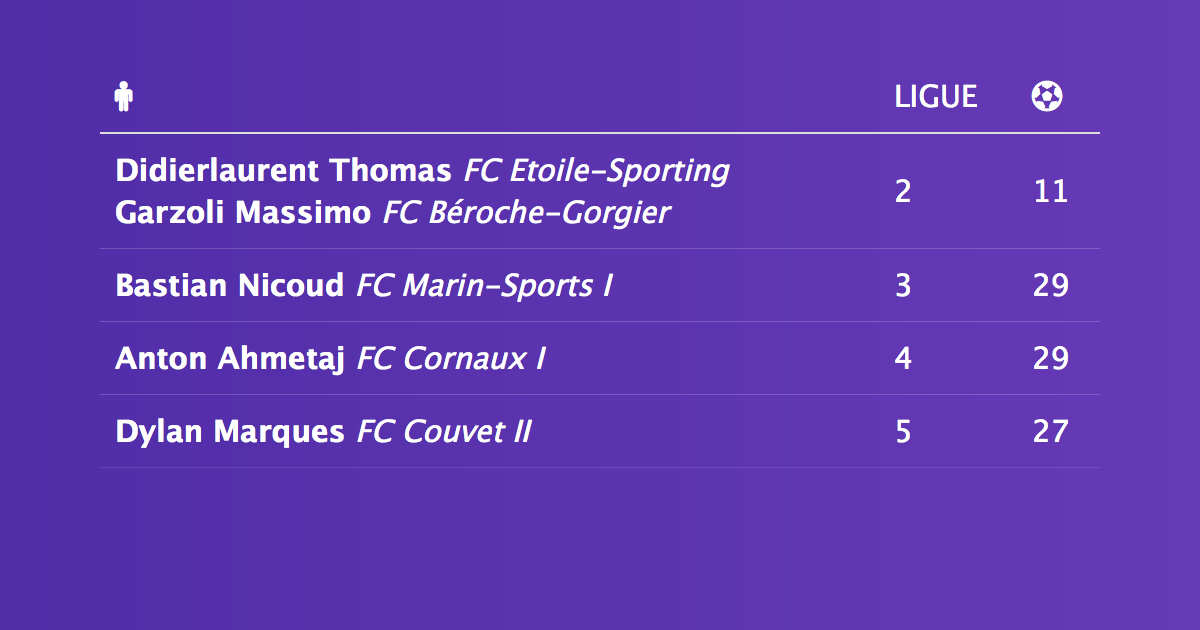 LIGUE
Didierlaurent Thomas FC Etoile-Sporting
Garzoli Massimo FC Béroche-Gorgier
2 11
Bastian Nicoud FC Marin-Sports I 3 29
Anton Ahmetaj FC Cornaux I 4 29
Dylan Marques FC Couvet II 5 27